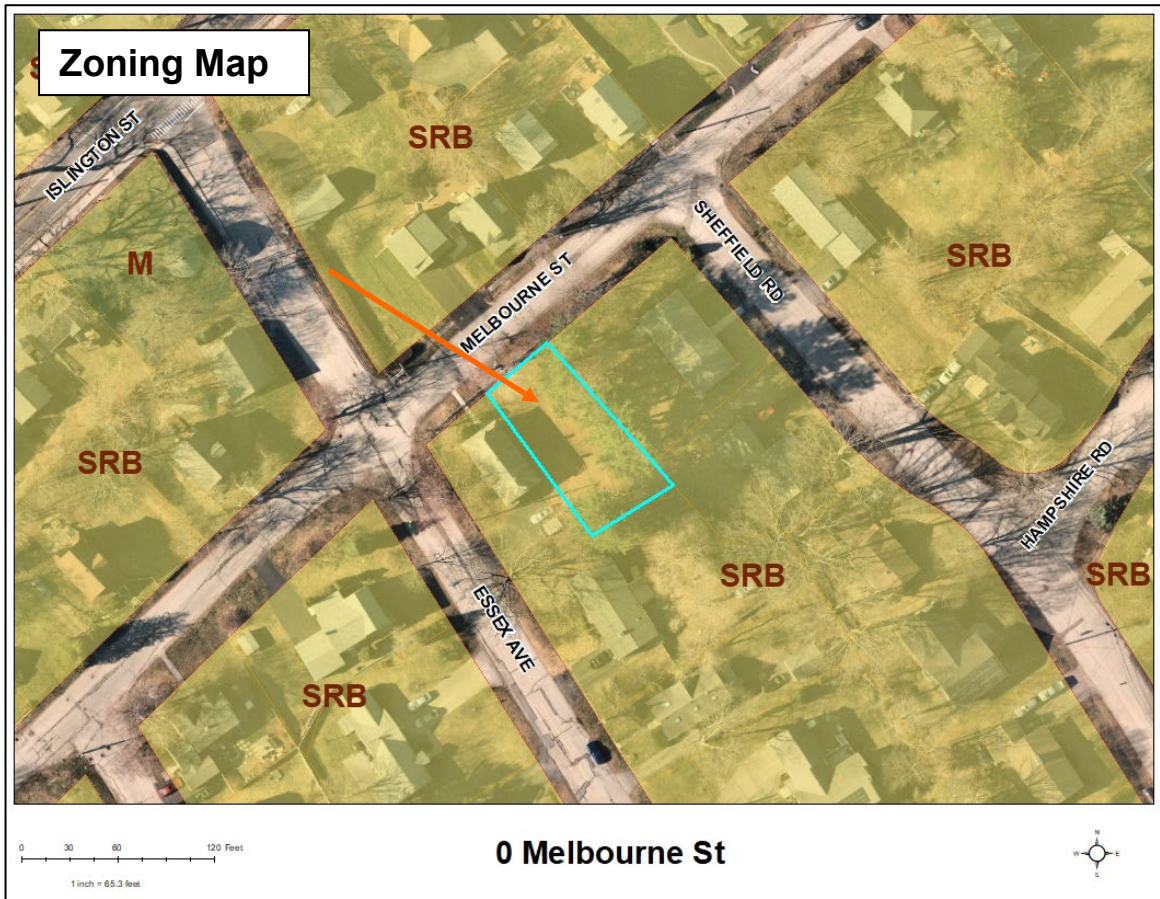 Zoning Map
ISLINGTON ST
SRB
M
MELBOURNE ST
SHEFFIELD RD
SRB
SRB
HAMPSHIRE RD
SRB
SRB
ESSEX AVE
SRB
0 30 60 120 Feet
1 inch = 65.3 feet
0 Melbourne St
N
W E
S